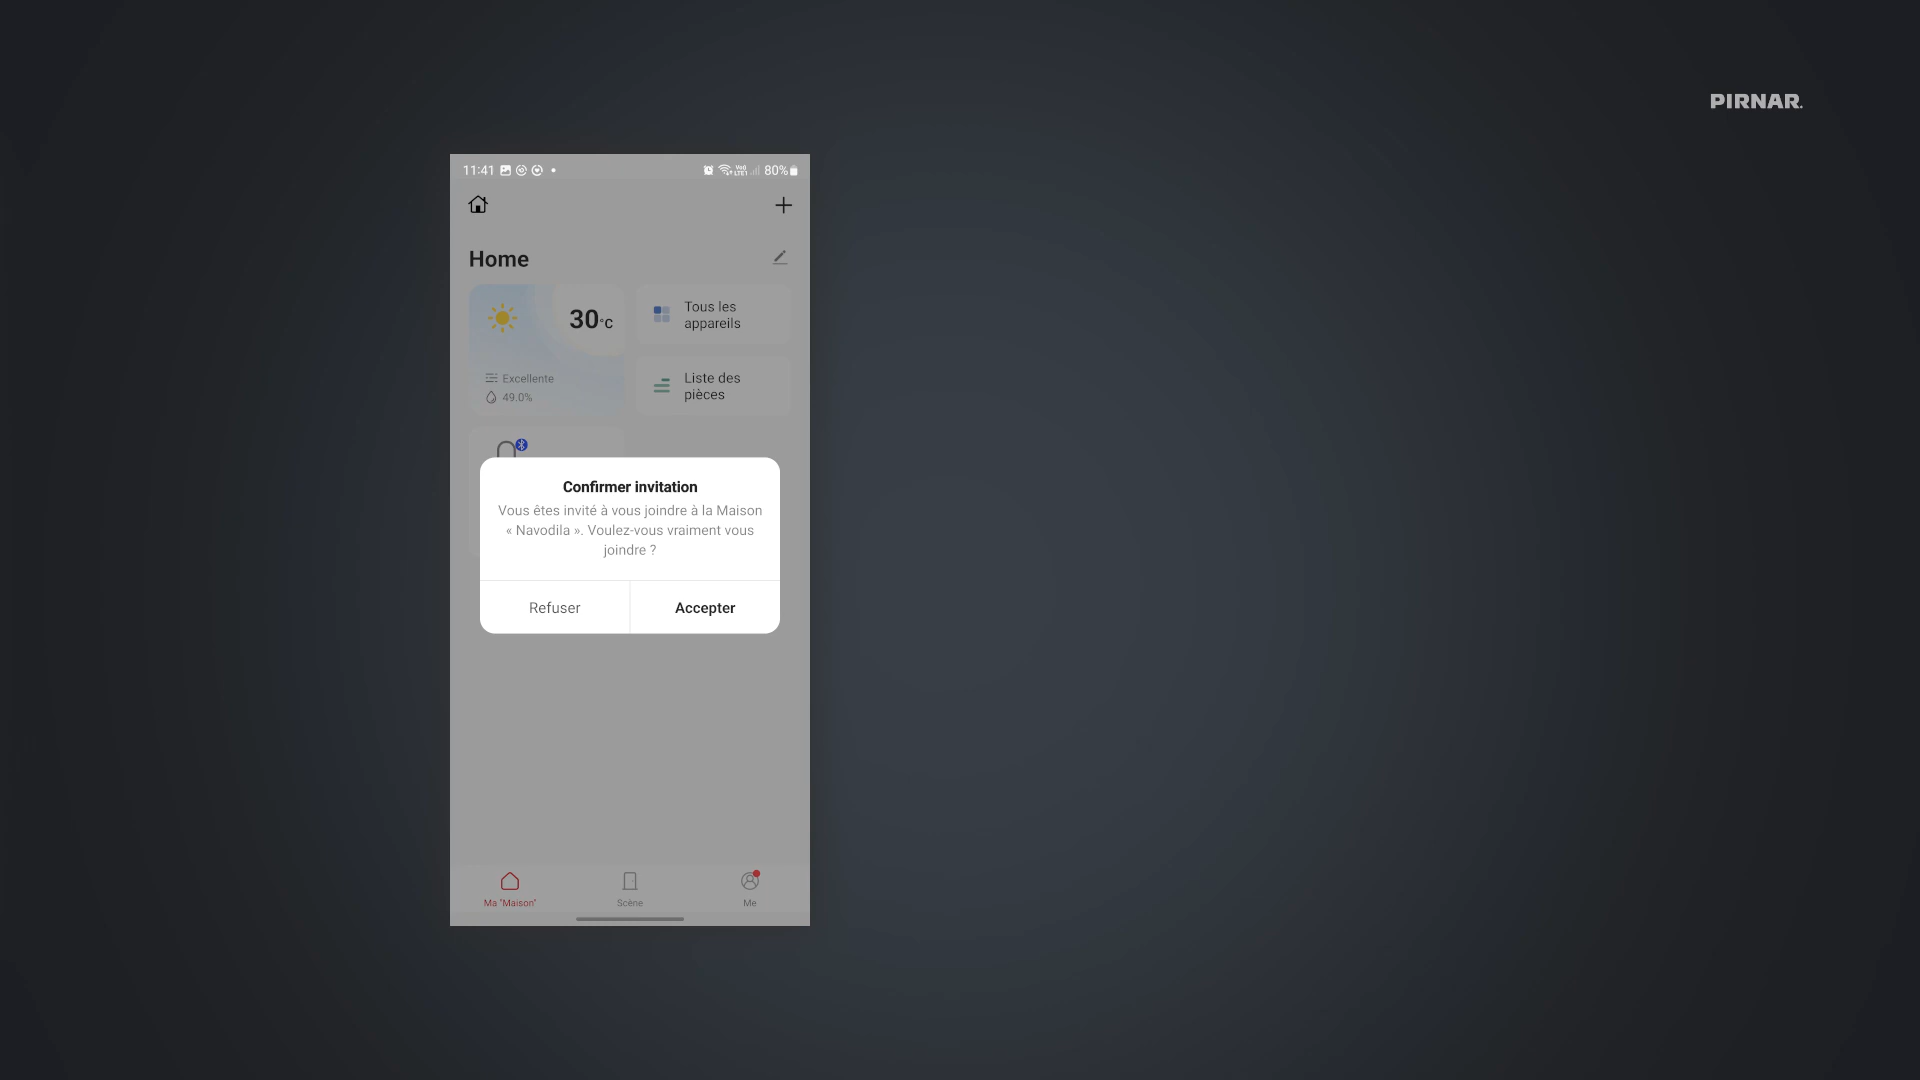 PIRNAR.
11:41
80%
Home
30°C
Tous les
appareils
Excellente
49.0%
Liste des
pièces
Confirmer invitation
Vous êtes invité à vous joindre à la Maison
« Navodila ». Voulez-vous vraiment vous
joindre ?
Refuser
Accepter
Ma "Maison"
Scène
Me